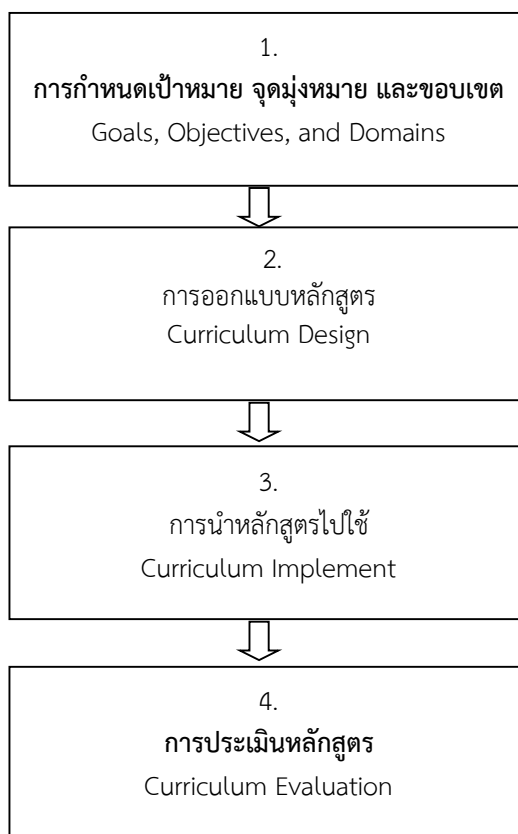 1.
การกำหนดเป้าหมาย จุดมุ่งหมาย และขอบเขต
Goals, Objectives, and Domains
2.
การออกแบบหลักสูตร
Curriculum Design
3.
การนำหลักสูตรไปใช้
Curriculum Implement
4.
การประเมินหลักสูตร
Curriculum Evaluation